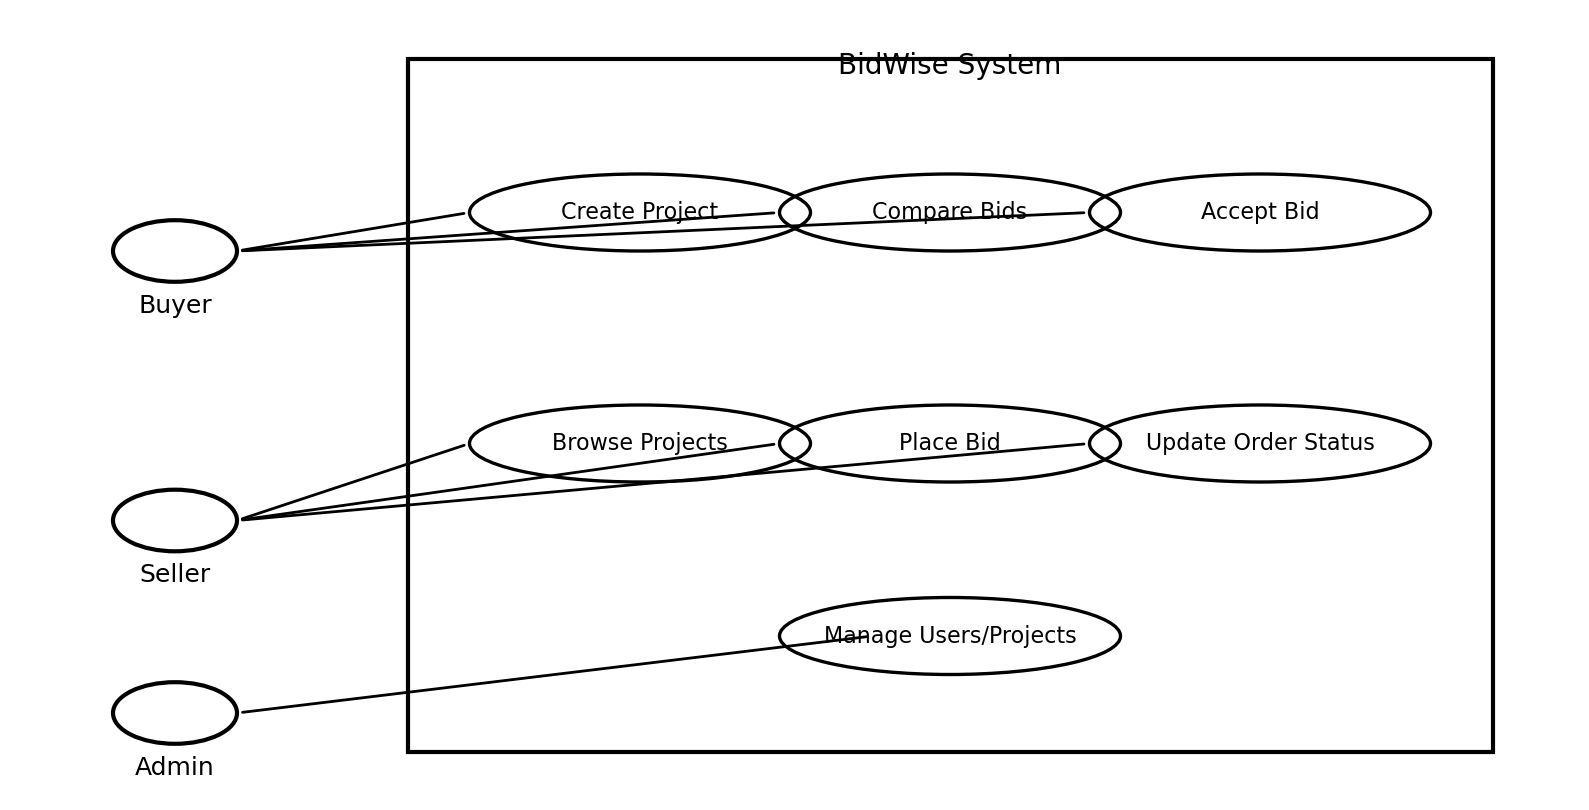 BidWise System
Create Project
Compare Bids
Accept Bid
Buyer
Browse Projects
Place Bid
Update Order Status
Seller
Manage Users/Projects
Admin